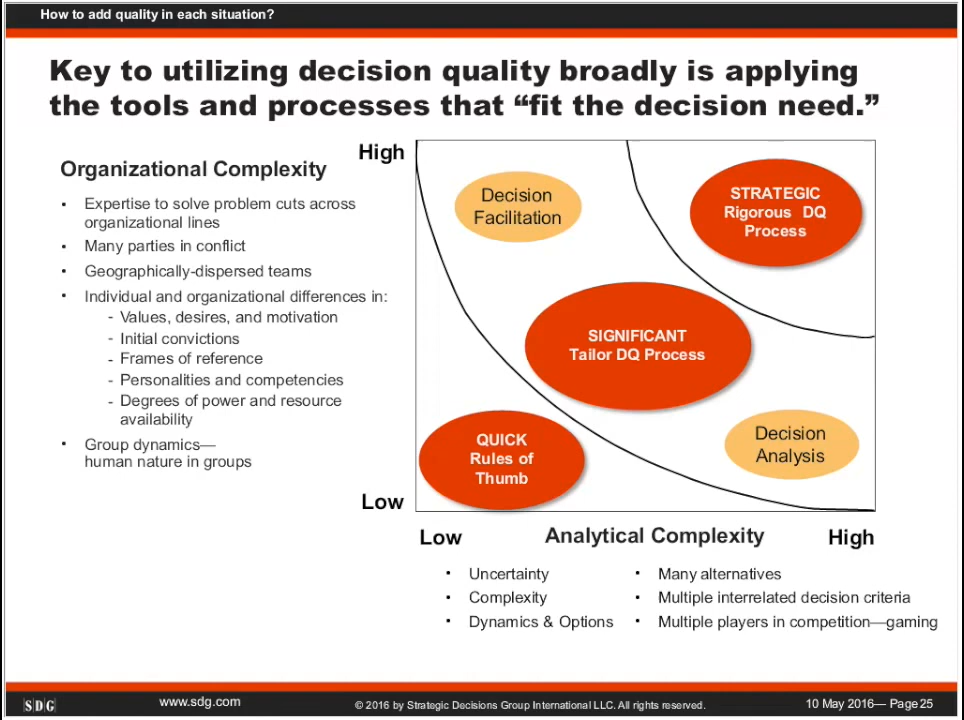 How to add quality in each situation?
Key to utilizing decision quality broadly is applying
the tools and processes that “fit the decision need.”
Organizational Complexity
▪ Expertise to solve problem cuts across
organizational lines
▪ Many parties in conflict
▪ Geographically-dispersed teams
▪ Individual and organizational differences in:
- Values, desires, and motivation
- Initial convictions
- Frames of reference
- Personalities and competencies
- Degrees of power and resource
availability
▪ Group dynamics—
human nature in groups
High
Low
Decision
Facilitation
STRATEGIC
Rigorous DQ
Process
SIGNIFICANT
Tailor DQ Process
QUICK
Rules of
Thumb
Decision
Analysis
Low
Analytical Complexity
High
▪ Uncertainty
▪ Complexity
▪ Dynamics & Options
▪ Many alternatives
▪ Multiple interrelated decision criteria
▪ Multiple players in competition—gaming
SDG
www.sdg.com
© 2016 by Strategic Decisions Group International LLC. All rights reserved.
10 May 2016— Page 25